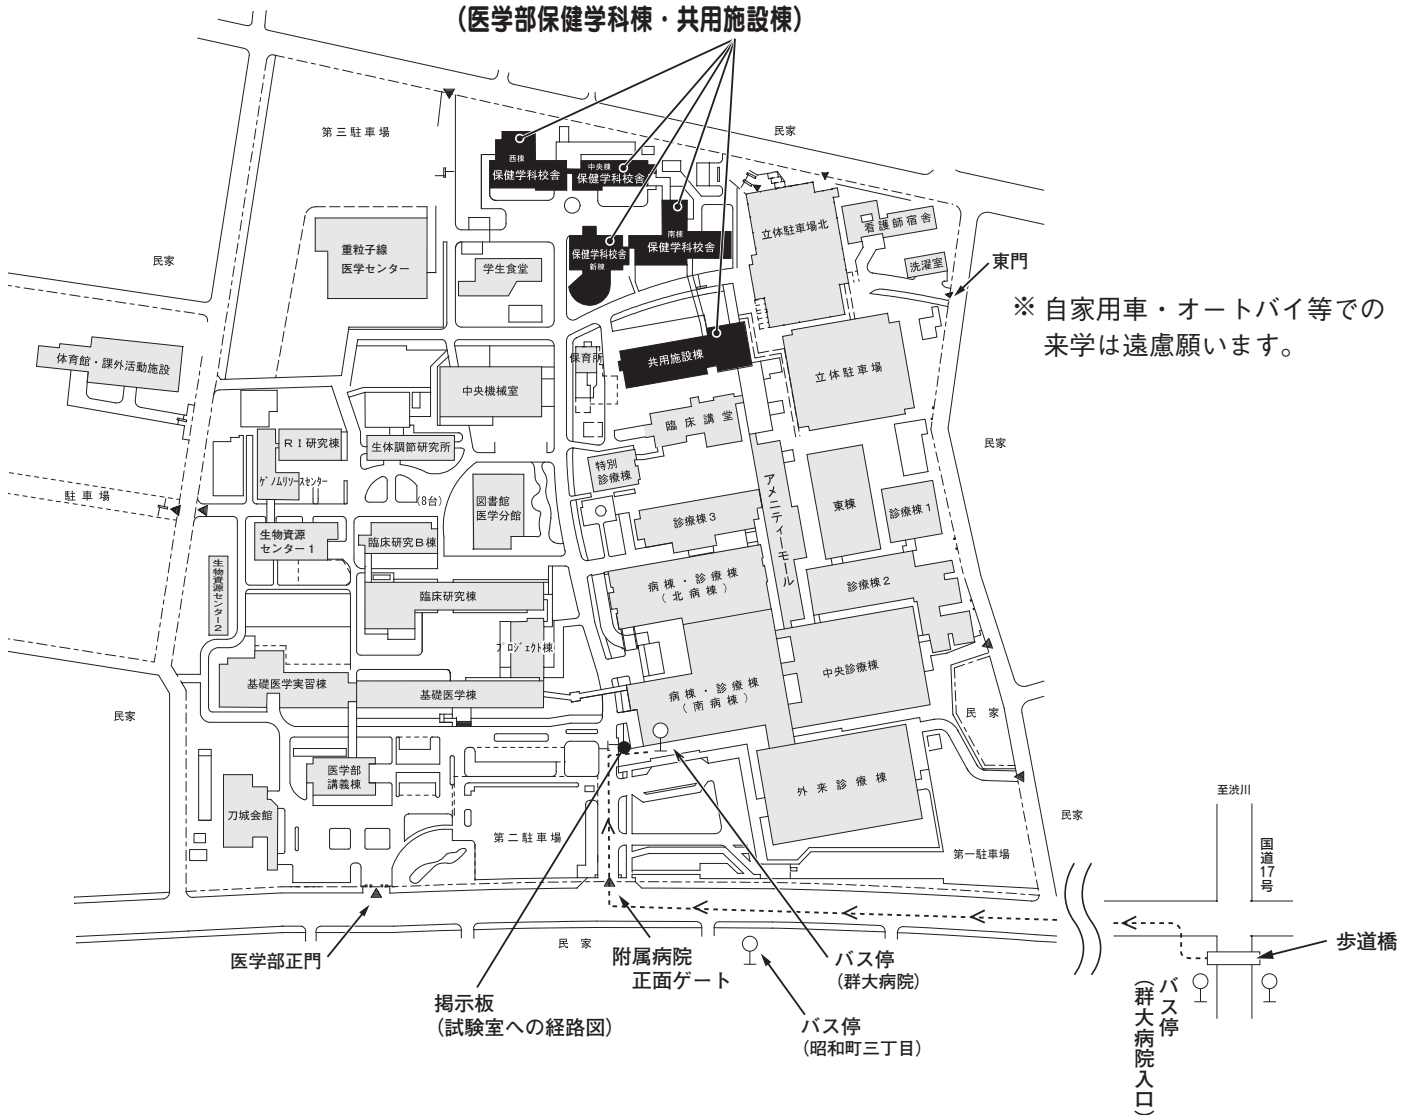 (医学部保健学科棟・共用施設棟)
第三駐車場
民家
西棟
保健学科校舎
中央棟
保健学科校舎
南棟
保健学科校舎
保健学科校舎
新棟
立体駐車場北
看護師宿舎
洗濯室
東門
民家
重粒子線
医学センター
学生食堂
※ 自家用車・オートバイ等での
来学は遠慮願います。
体育館・課外活動施設
保育所
共用施設棟
立体駐車場
中央機械室
臨床講堂
民家
RI研究棟
生体調節研究所
特別
診療棟
アメニティーモール
ゲノムリソースセンター
駐車場
(8台)
図書館
医学分館
診療棟3
東棟
診療棟1
生物資源
センター1
臨床研究B棟
生物資源センター2
臨床研究棟
病棟・診療棟
(北病棟)
診療棟2
プロジェクト棟
中央診療棟
基礎医学実習棟
基礎医学棟
病棟・診療棟
(南病棟)
民家
民家
医学部
講義棟
外来診療棟
刀城会館
第二駐車場
第一駐車場
民家
至渋川
国道17号
民家
医学部正門
附属病院
正面ゲート
バス停
(群大病院)
歩道橋
掲示板
(試験室への経路図)
バス停
(昭和町三丁目)
バス停
(群大病院入口)